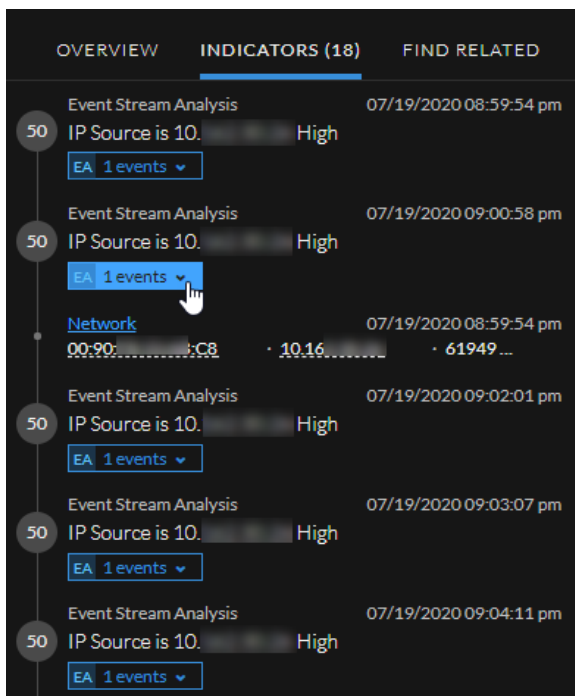 OVERVIEW INDICATORS (18) FIND RELATED
Event Stream Analysis 07/19/2020 08:59:54 pm
50 IP Source is 10. High
EA 1 events
Event Stream Analysis 07/19/2020 09:00:58 pm
50 IP Source is 10. High
EA 1 events
Network 07/19/2020 08:59:54 pm
00:90: :C8 · 10.16 · 61949 ...
Event Stream Analysis 07/19/2020 09:02:01 pm
50 IP Source is 10. High
EA 1 events
Event Stream Analysis 07/19/2020 09:03:07 pm
50 IP Source is 10. High
EA 1 events
Event Stream Analysis 07/19/2020 09:04:11 pm
50 IP Source is 10. High
EA 1 events